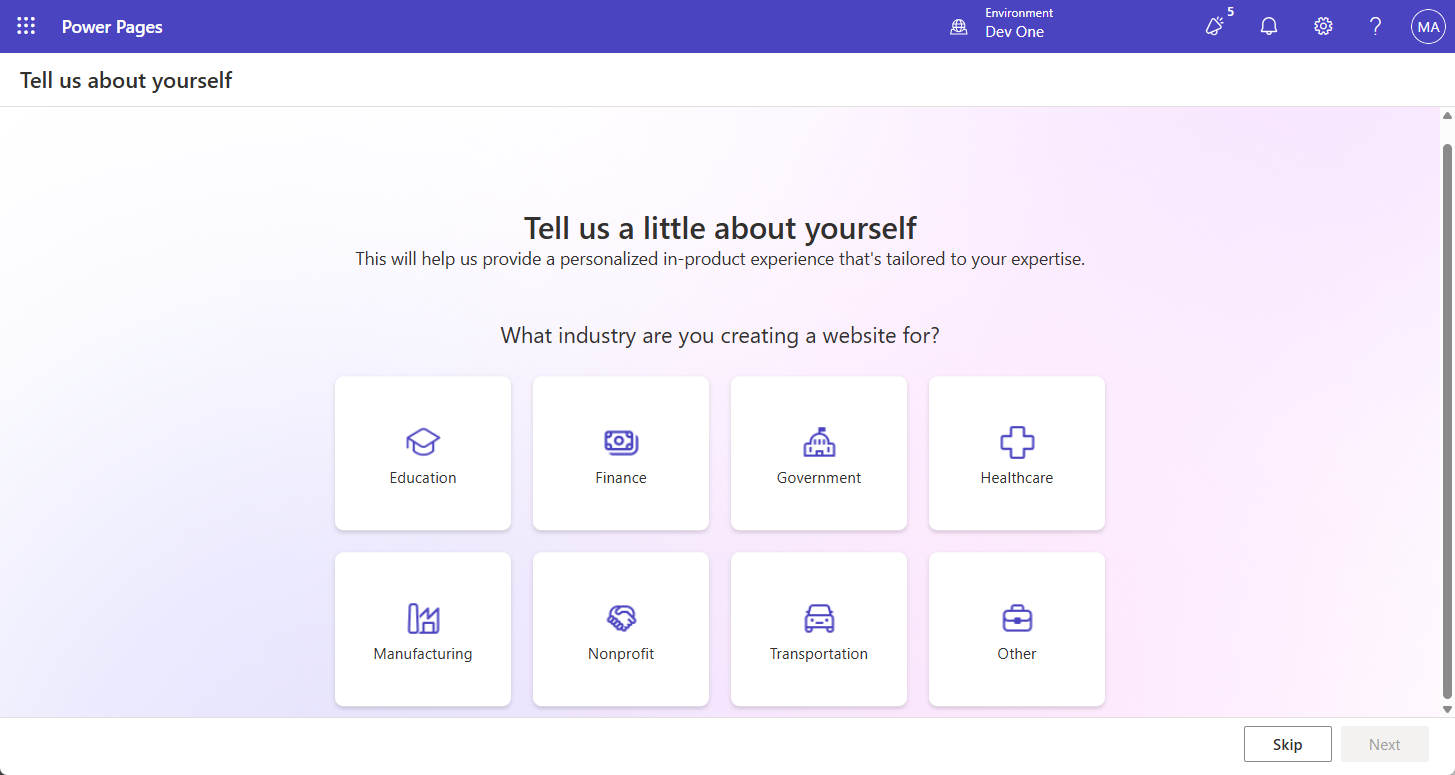 Power Pages
Environment
Dev One
5
MA
Tell us about yourself
Tell us a little about yourself
This will help us provide a personalized in-product experience that's tailored to your expertise.
What industry are you creating a website for?
Education
Finance
Government
Healthcare
Manufacturing
Nonprofit
Transportation
Other
Skip
Next